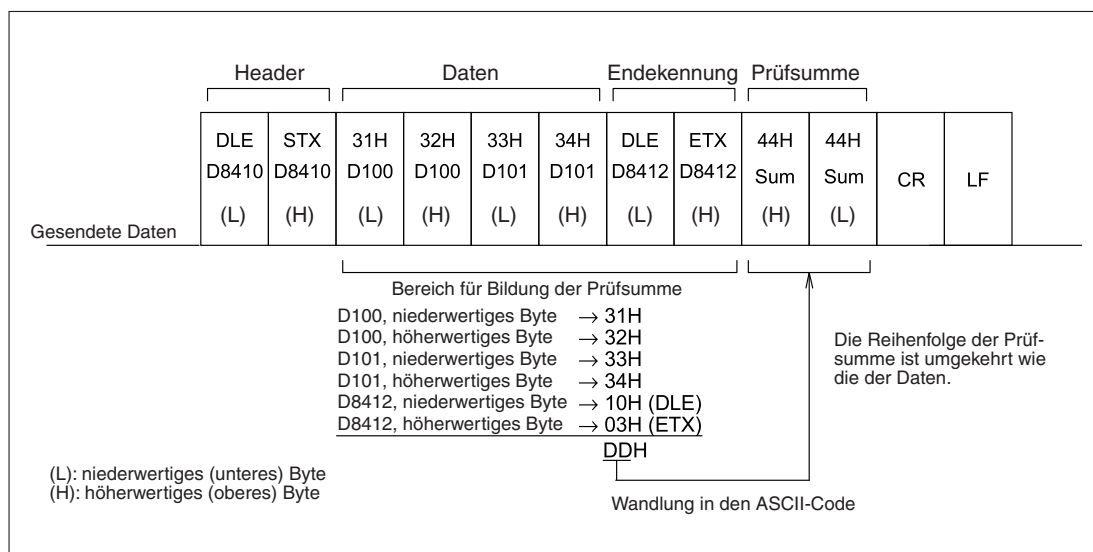 Header Daten Endekennung Prüfsumme
DLE STX 31H 32H 33H 34H DLE ETX 44H 44H
D8410 D8410 D100 D100 D101 D101 D8412 D8412 Sum Sum CR LF
(L) (H) (L) (H) (L) (H) (L) (H) (H) (L)
Gesendete Daten
Bereich für Bildung der Prüfsumme
D100, niederwertiges Byte → 31H
D100, höherwertiges Byte → 32H
D101, niederwertiges Byte → 33H
D101, höherwertiges Byte → 34H
D8412, niederwertiges Byte → 10H (DLE)
D8412, höherwertiges Byte → 03H (ETX)
DDH
Die Reihenfolge der Prüf-
summe ist umgekehrt wie
die der Daten.
(L): niederwertiges (unteres) Byte
(H): höherwertiges (oberes) Byte
Wandlung in den ASCII-Code